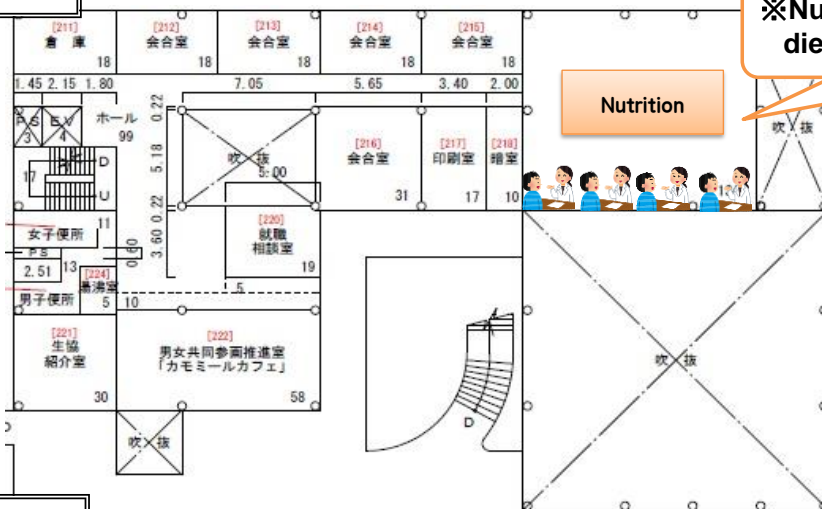 ※Nu
die
[211]
倉 庫
18
[212]
会合室
18
[213]
会合室
18
[214]
会合室
18
[215]
会合室
18
1.45 2.15 1.80
7.05
5.65
3.40
2.00
Nutrition
PS
3
EV
4
ホール
99
0.22
5.18
吹 抜
5.00
[216]
会合室
31
[217]
印刷室
17
[218]
暗室
10
吹 抜
17
D
U
11
女子便所
PS
2.51
13
0.60
0.22
3.60
[220]
就職
相談室
19
[224]
湯沸室
5
男子便所
10
5
[221]
生協
紹介室
30
[222]
男女共同参画推進室
「カモミールカフェ」
58
吹 抜
D
吹 抜